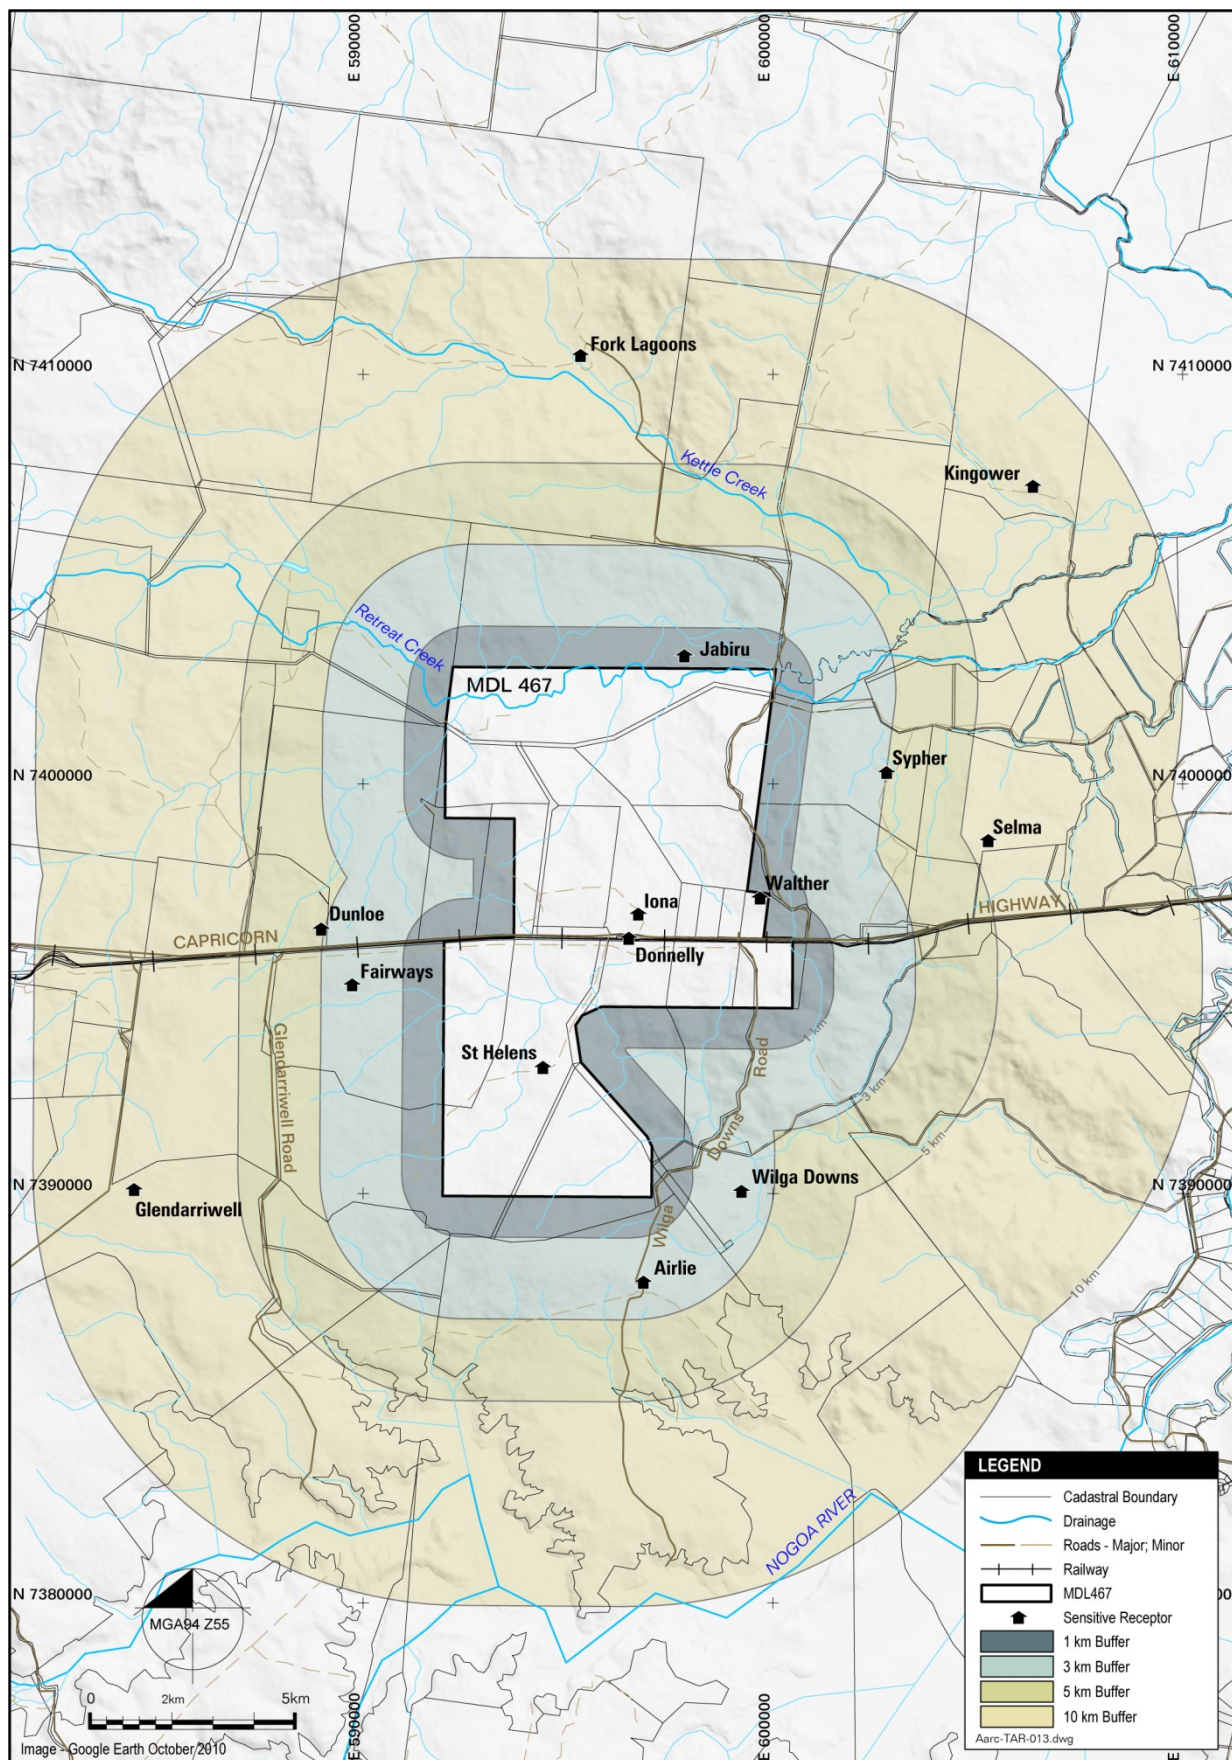 E 590000
E 600000
E 610000
Fork Lagoons
N 7410000
N 7410000
Kettle Creek
Kingower
Retreat Creek
Jabiru
MDL 467
Sypher
N 7400000
N 7400000
Selma
Walther
Iona
Dunloe
HIGHWAY
CAPRICORN
Donnelly
Fairways
Glendarriwell Road
1 km
Road
St Helens
3 km
Downs
5 km
Wilga Downs
N 7390000
N 7390000
Glendarriwell
Wilga
Airlie
10 km
NOGOA RIVER
N 7380000
MGA94 Z55
0 2km 5km
E 590000
E 600000
Image - Google Earth October 2010
LEGEND
Cadastral Boundary
Drainage
Roads - Major; Minor
Railway
MDL467
Sensitive Receptor
1 km Buffer
3 km Buffer
5 km Buffer
10 km Buffer
Aarc-TAR-013.dwg